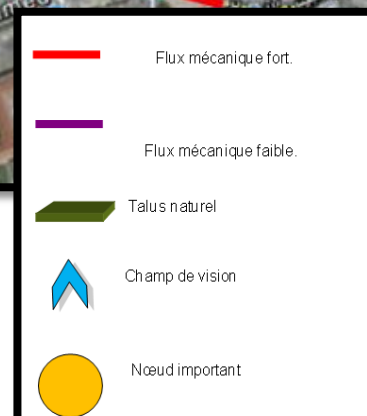 Flux mécanique fort.
Flux mécanique faible.
Talus naturel
Champ de vision
Nœud important